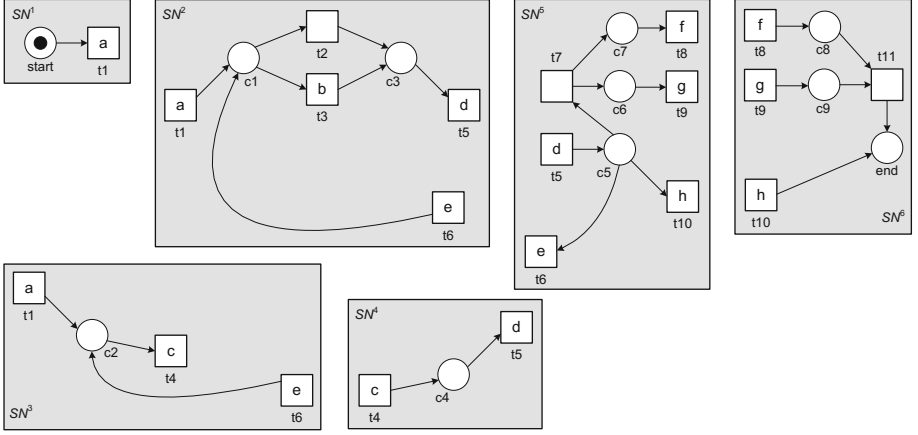 SN1
a
start
t1
SN2
t2
c1
b
c3
a
d
t1
t3
t5
e
t6
SN5
t7
c7
f
t8
c6
g
t9
d
t5
c5
h
t10
e
t6
f
t8
c8
t11
g
t9
c9
end
h
t10
SN6
a
t1
c2
c
t4
e
t6
SN3
SN4
d
t5
c
t4
c4